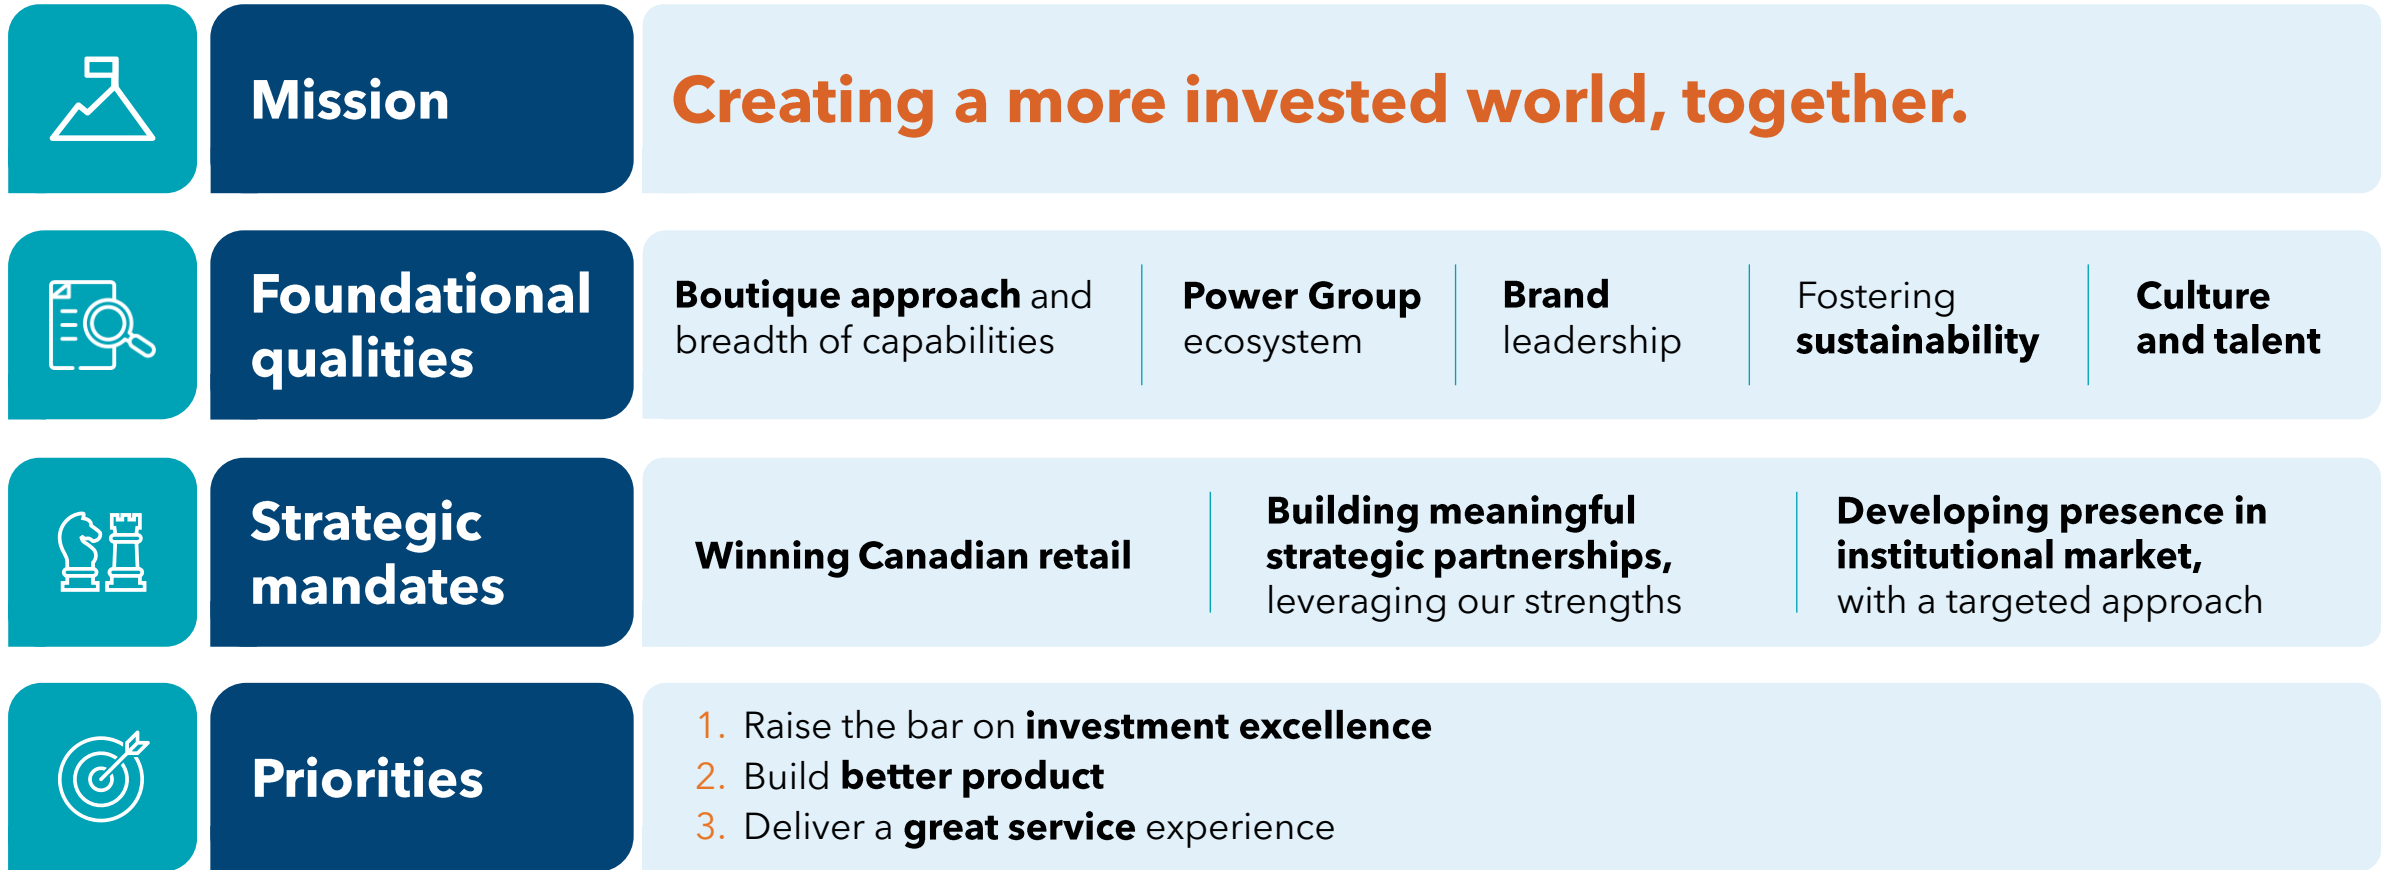 Mission
Creating a more invested world, together.
Foundational
qualities
Boutique approach and
breadth of capabilities
Power Group
ecosystem
Brand
leadership
Fostering
sustainability
Culture
and talent
Strategic
mandates
Winning Canadian retail
Building meaningful
strategic partnerships,
leveraging our strengths
Developing presence in
institutional market,
with a targeted approach
Priorities
1. Raise the bar on investment excellence
2. Build better product
3. Deliver a great service experience